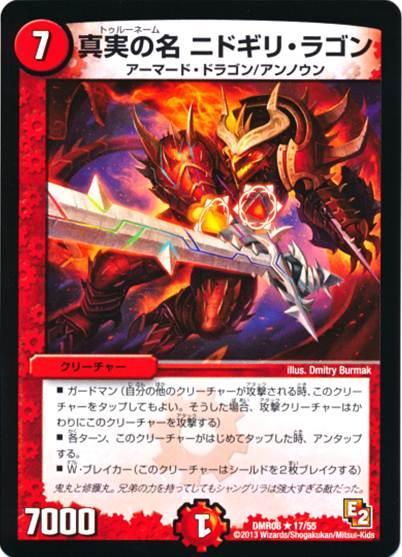 7
トゥルーネーム
真実の名 ニドギリ・ラゴン
アーマード・ドラゴン/アンノウン
クリーチャー
illus. Dmitry Burmak
■ ガードマン (自分の他のクリーチャーが攻撃される時、このクリーチャーをタップしてもよい。そうした場合、攻撃クリーチャーはかわりにこのクリーチャーを攻撃する)
■ 各ターン、このクリーチャーがはじめてタップした時、アンタップする。
■ W・ブレイカー (このクリーチャーはシールドを2枚ブレイクする)
鬼丸と修羅丸。兄弟の力を持ってしてもシャングリラは強大すぎる敵だった。
7000
1
E2
DMR08 ★ 17/55
©2013 Wizards/Shogakukan/Mitsui-Kids